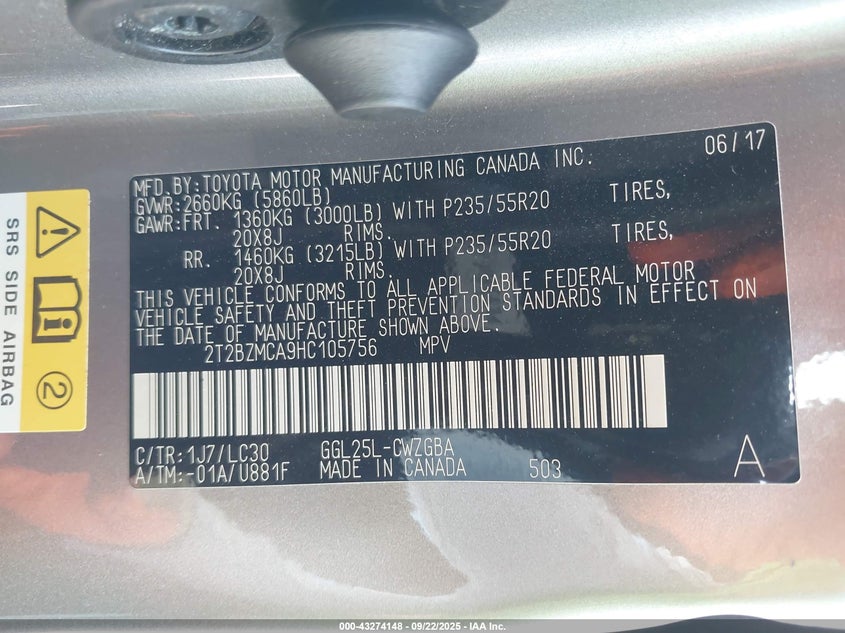 MFD.BY:TOYOTA MOTOR MANUFACTURING CANADA INC. 06/17
GVWR:2660KG (5860LB)
GAWR:FRT. 1360KG (3000LB) WITH P235/55R20 TIRES,
20X8J RIMS.
RR. 1460KG (3215LB) WITH P235/55R20 TIRES,
20X8J RIMS.
THIS VEHICLE CONFORMS TO ALL APPLICABLE FEDERAL MOTOR
VEHICLE SAFETY AND THEFT PREVENTION STANDARDS IN EFFECT ON
THE DATE OF MANUFACTURE SHOWN ABOVE.
2T2BZMCA9HC105756 MPV
C/TR:1J7/LC30 GGL25L-CWZGBA
A/TM:-01A/U881F MADE IN CANADA 503 A
SRS SIDE AIRBAG
2
000-43274148 - 09/22/2025 - IAA Inc.